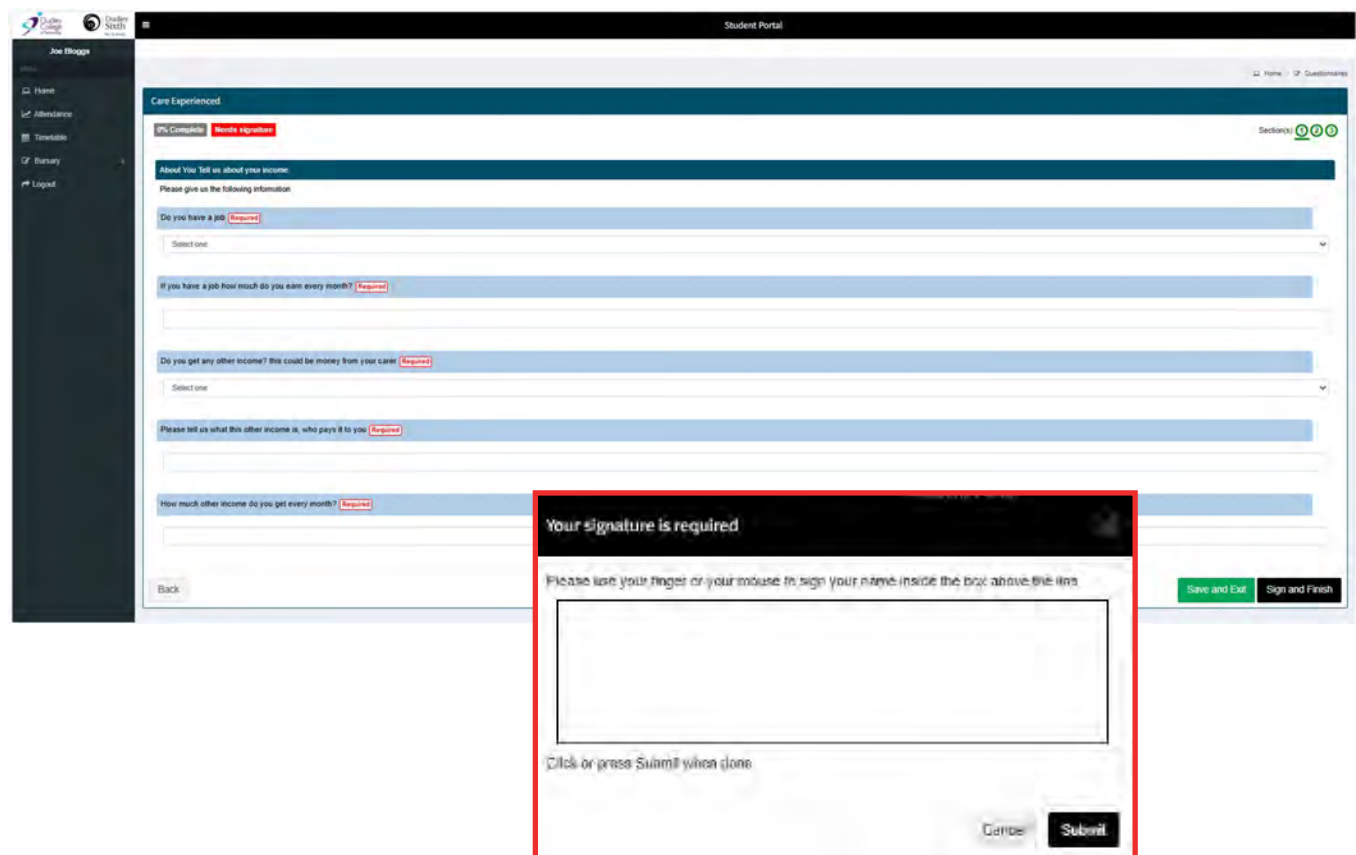 Dudley College
Dudley Sixth
Student Portal
Joe Bloggs
Home
Attendance
Timetable
Bursary
Logout
Home / Questionnaires
Care Experienced
0% Complete Needs signature
Section(s) 1 2 3
About You Tell us about your income
Please give us the following information
Do you have a job Required
Select one
If you have a job how much do you earn every month? Required
Do you get any other income? this could be money from your carer Required
Select one
Please tell us what this other income is, who pays it to you Required
How much other income do you get every month? Required
Back
Save and Exit Sign and Finish
Your signature is required
Please use your finger or your mouse to sign your name inside the box above the line
Click or press Submit when done
Cancel Submit